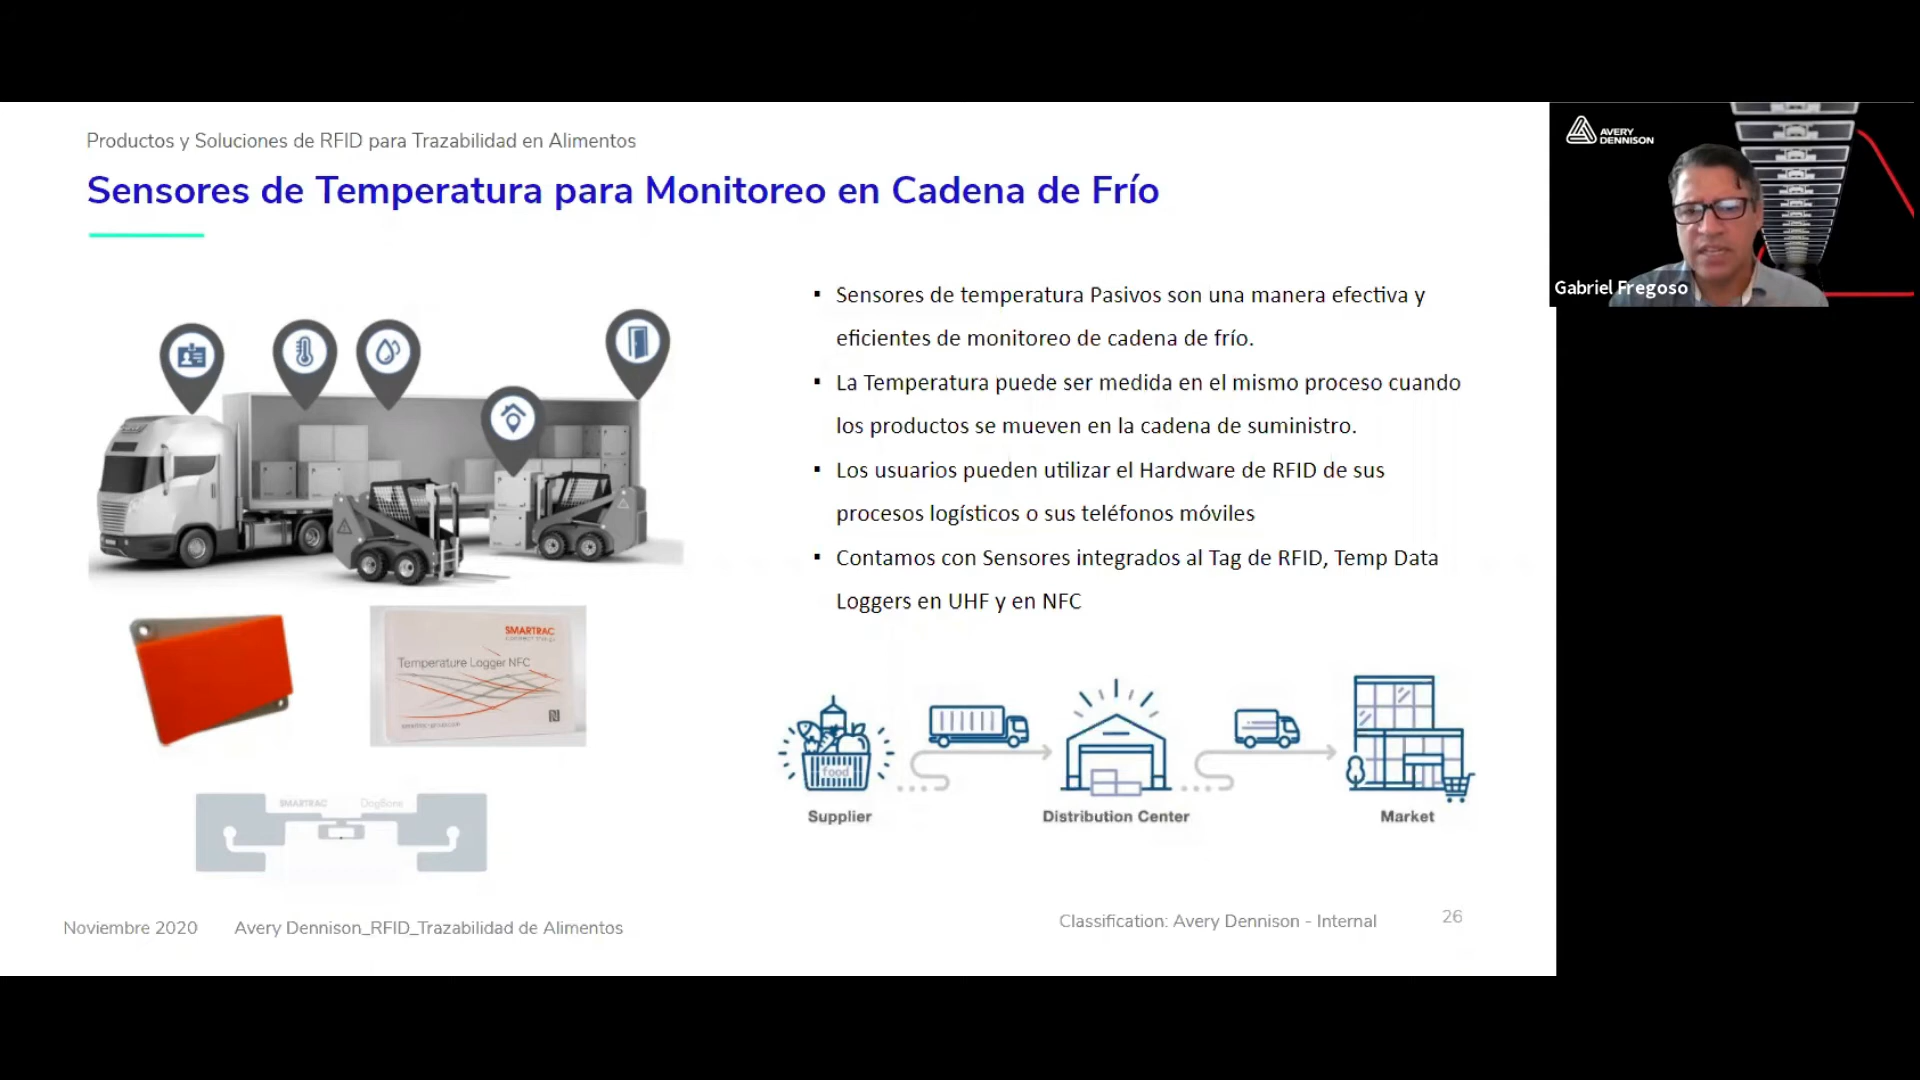 Productos y Soluciones de RFID para Trazabilidad en Alimentos
Sensores de Temperatura para Monitoreo en Cadena de Frío
AVERY
DENNISON
Gabriel Fregoso
▪ Sensores de temperatura Pasivos son una manera efectiva y
eficientes de monitoreo de cadena de frío.
▪ La Temperatura puede ser medida en el mismo proceso cuando
los productos se mueven en la cadena de suministro.
▪ Los usuarios pueden utilizar el Hardware de RFID de sus
procesos logísticos o sus teléfonos móviles
▪ Contamos con Sensores integrados al Tag de RFID, Temp Data
Loggers en UHF y en NFC
SMARTRAC
Temperature Logger NFC
SMARTRAC DogBone
food
Supplier
Distribution Center
Market
Noviembre 2020
Avery Dennison_RFID_Trazabilidad de Alimentos
Classification: Avery Dennison - Internal
26